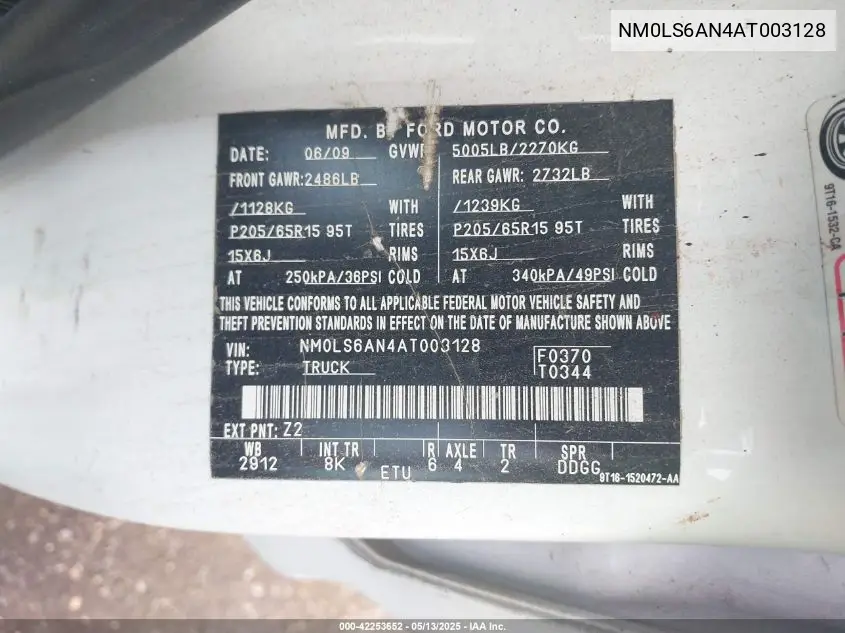 NM0LS6AN4AT003128
MFD. BY FORD MOTOR CO.
DATE: 06/09 GVWR 5005LB/2270KG
FRONT GAWR: 2486LB REAR GAWR: 2732LB
/1128KG WITH /1239KG WITH
P205/65R15 95T TIRES P205/65R15 95T TIRES
15X6J RIMS 15X6J RIMS
AT 250kPA/36PSI COLD AT 340kPA/49PSI COLD
THIS VEHICLE CONFORMS TO ALL APPLICABLE FEDERAL MOTOR VEHICLE SAFETY AND
THEFT PREVENTION STANDARDS IN EFFECT ON THE DATE OF MANUFACTURE SHOWN ABOVE
VIN: NM0LS6AN4AT003128 F0370
TYPE: TRUCK T0344
EXT PNT: Z2
WB INT TR R AXLE TR SPR
2912 8K 6 4 2 DDGG
ETU 9T16-1520472-AA
9T16-1532-CA
000-42253652 - 05/13/2025 - IAA Inc.